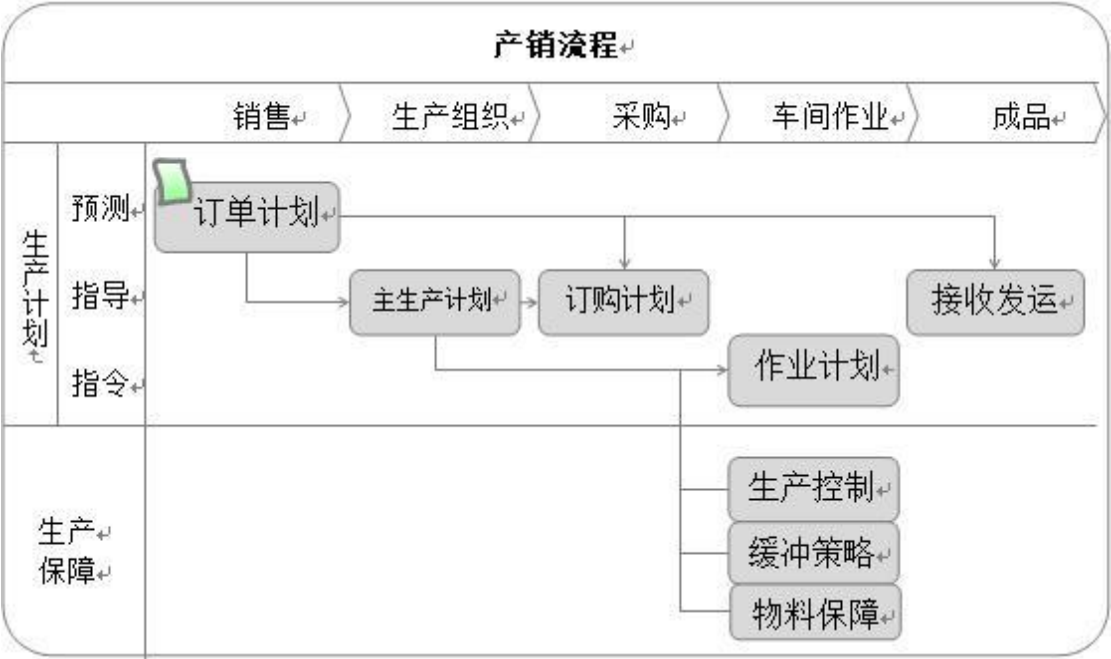 产销流程
销售 生产组织 采购 车间作业 成品
生产计划
预测
指导
指令
订单计划
主生产计划
订购计划
接收发运
作业计划
生产
保障
生产控制
缓冲策略
物料保障